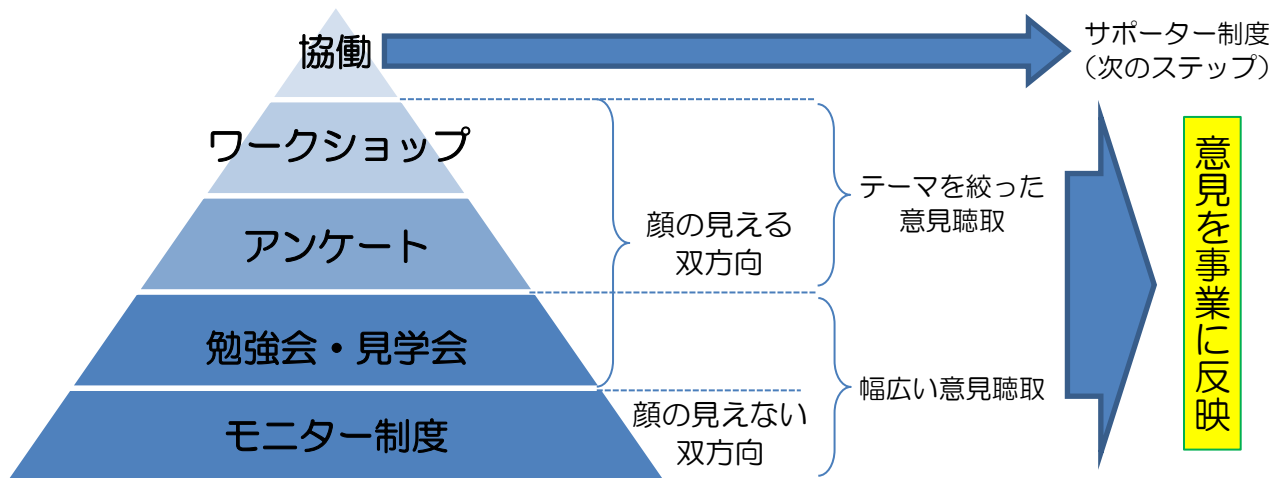 協働
サポーター制度
（次のステップ）
ワークショップ
アンケート
勉強会・見学会
モニター制度
顔の見える
双方向
顔の見えない
双方向
テーマを絞った
意見聴取
幅広い意見聴取
意見を事業に反映